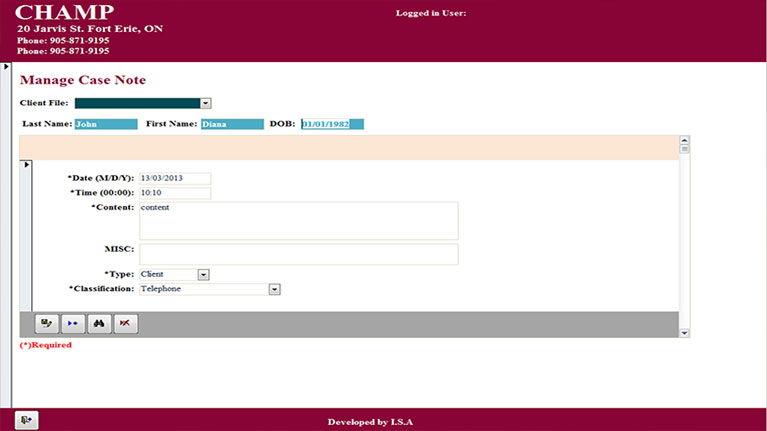 CHAMP
Logged in User:
20 Jarvis St. Fort Erie, ON
Phone: 905-871-9195
Phone: 905-871-9195
Manage Case Note
Client File:
Last Name: John First Name: Diana DOB: 01/01/1982
*Date (M/D/Y): 13/03/2013
*Time (00:00): 10:10
*Content: content
MISC:
*Type: Client
*Classification: Telephone
(*)Required
Developed by I.S.A